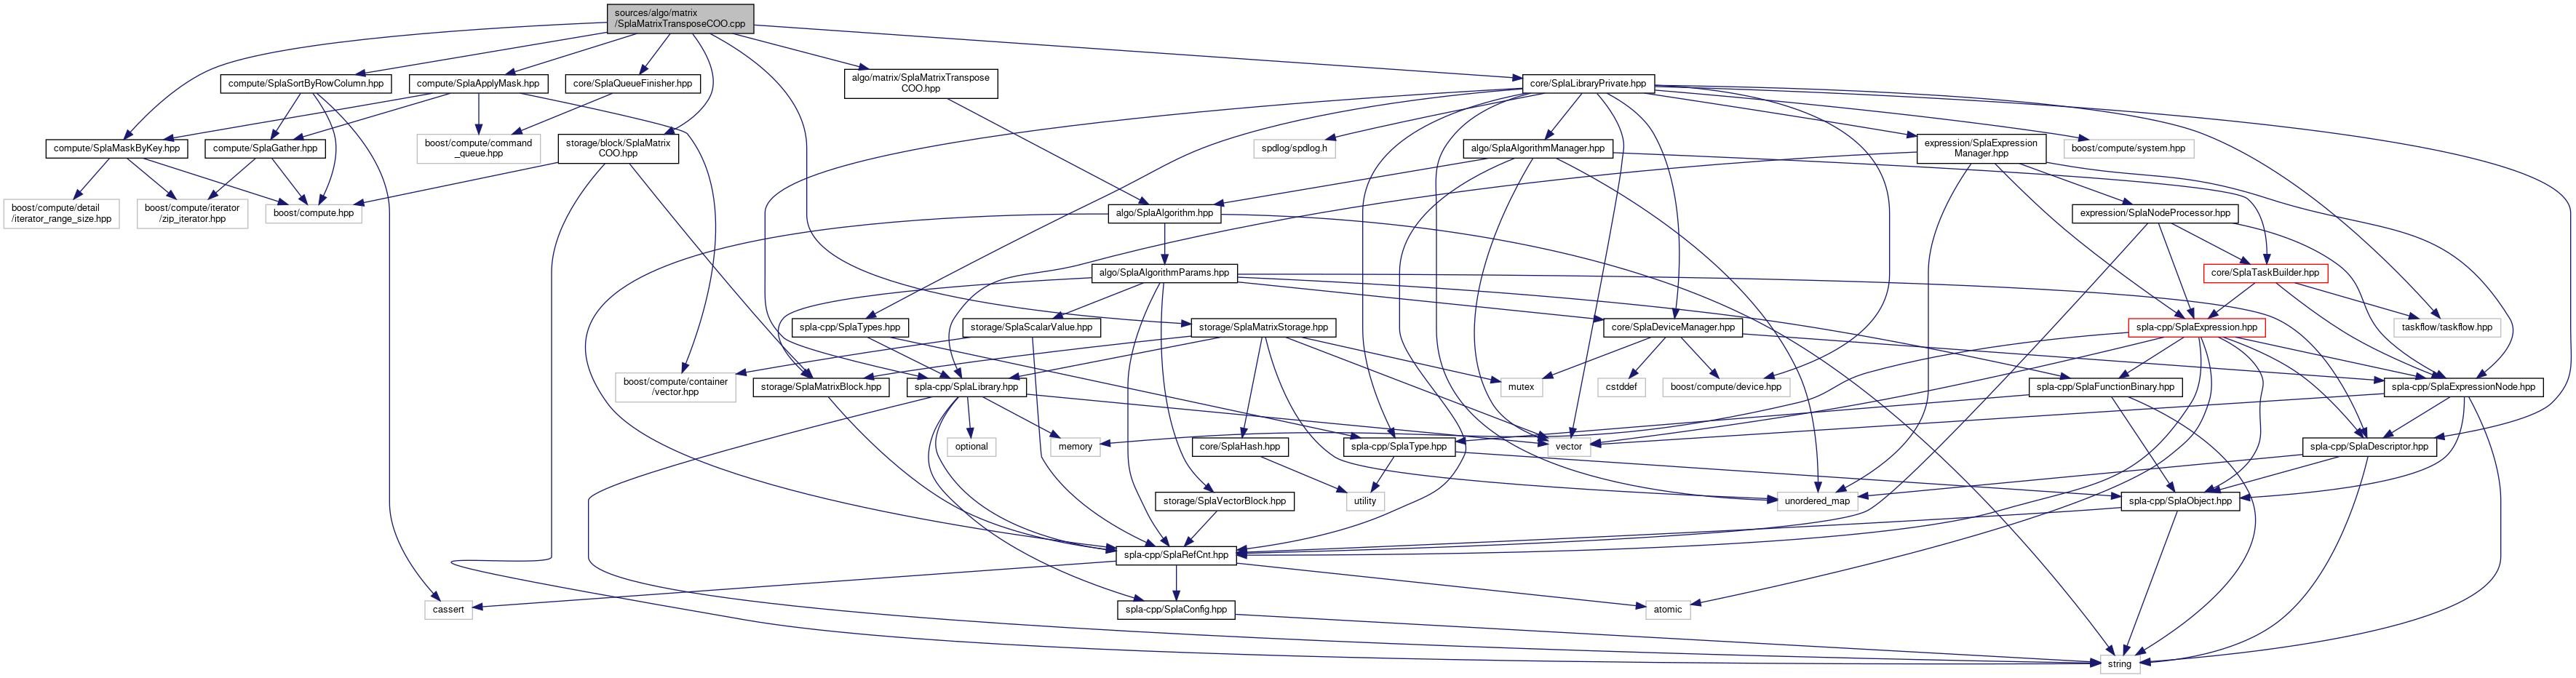 sources/algo/matrix
/SplaMatrixTransposeCOO.cpp
compute/SplaSortByRowColumn.hpp
compute/SplaApplyMask.hpp
core/SplaQueueFinisher.hpp
algo/matrix/SplaMatrixTranspose
COO.hpp
core/SplaLibraryPrivate.hpp
compute/SplaMaskByKey.hpp
compute/SplaGather.hpp
boost/compute/command
_queue.hpp
storage/block/SplaMatrix
COO.hpp
spdlog/spdlog.h
algo/SplaAlgorithmManager.hpp
expression/SplaExpression
Manager.hpp
boost/compute/system.hpp
boost/compute/detail
/iterator_range_size.hpp
boost/compute/iterator
/zip_iterator.hpp
boost/compute.hpp
algo/SplaAlgorithm.hpp
expression/SplaNodeProcessor.hpp
algo/SplaAlgorithmParams.hpp
core/SplaTaskBuilder.hpp
spla-cpp/SplaTypes.hpp
storage/SplaScalarValue.hpp
storage/SplaMatrixStorage.hpp
core/SplaDeviceManager.hpp
spla-cpp/SplaExpression.hpp
taskflow/taskflow.hpp
boost/compute/container
/vector.hpp
storage/SplaMatrixBlock.hpp
spla-cpp/SplaLibrary.hpp
mutex
cstddef
boost/compute/device.hpp
spla-cpp/SplaFunctionBinary.hpp
spla-cpp/SplaExpressionNode.hpp
optional
memory
core/SplaHash.hpp
spla-cpp/SplaType.hpp
vector
spla-cpp/SplaDescriptor.hpp
storage/SplaVectorBlock.hpp
utility
unordered_map
spla-cpp/SplaObject.hpp
spla-cpp/SplaRefCnt.hpp
cassert
spla-cpp/SplaConfig.hpp
atomic
string